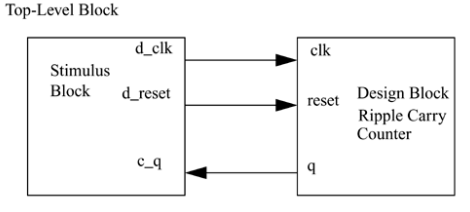 Top-Level Block
d_clk
clk
Stimulus
Block
d_reset
reset
Design Block
Ripple Carry
Counter
c_q
q